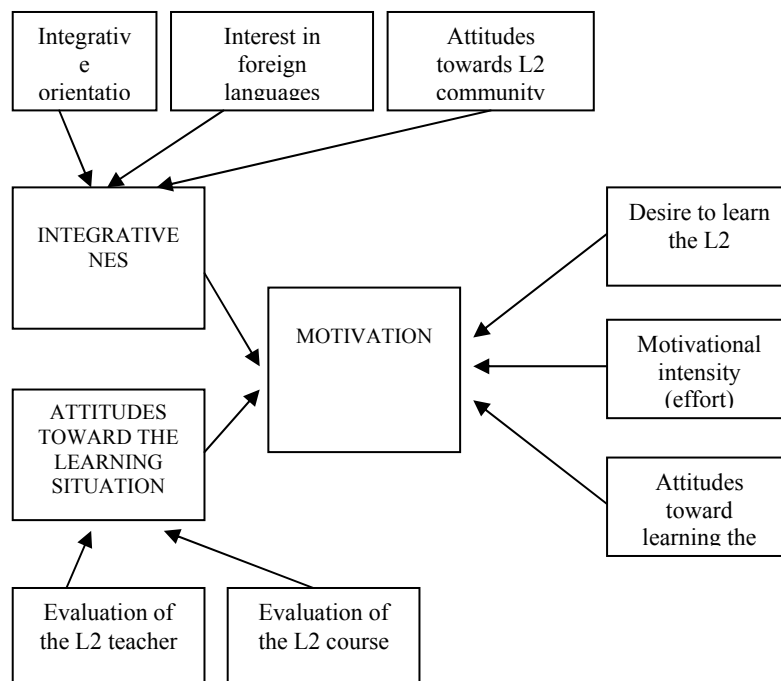 Integrativ
e
orientatio
Interest in
foreign
languages
Attitudes
towards L2
community
INTEGRATIVE
NES
Desire to learn
the L2
MOTIVATION
Motivational
intensity
(effort)
ATTITUDES
TOWARD THE
LEARNING
SITUATION
Attitudes
toward
learning the
Evaluation of
the L2 teacher
Evaluation of
the L2 course